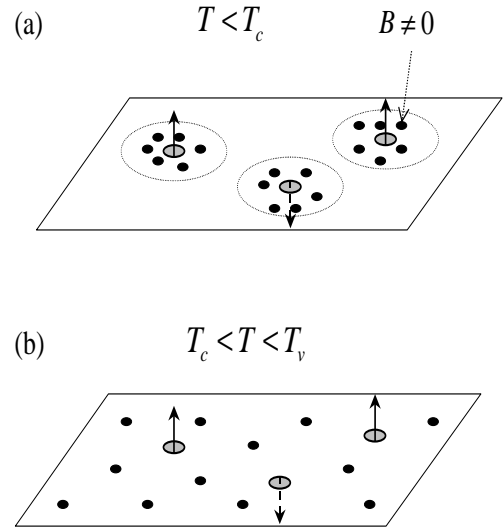 (a) T < T_c B ≠ 0
(b) T_c < T < T_v